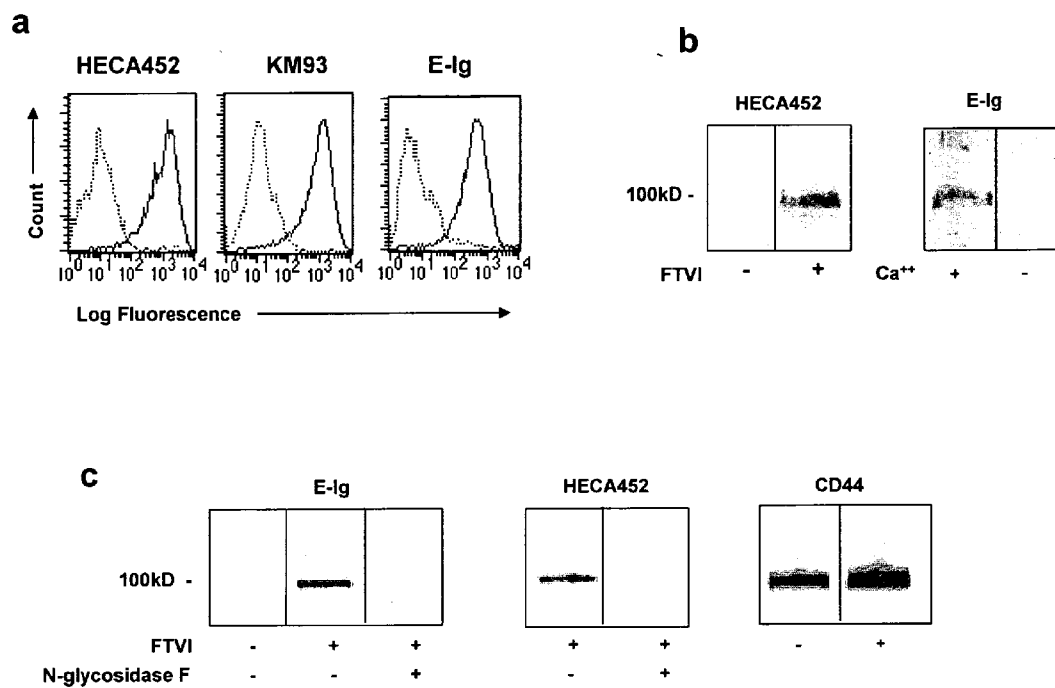 a
HECA452 KM93 E-Ig
Count
10⁰ 10¹ 10² 10³ 10⁴ 10⁰ 10¹ 10² 10³ 10⁴ 10⁰ 10¹ 10² 10³ 10⁴
Log Fluorescence
b
HECA452 E-Ig
100kD -
FTVI - + Ca⁺⁺ + -
c
E-Ig HECA452 CD44
100kD -
FTVI - + + + + - +
N-glycosidase F - - + - +